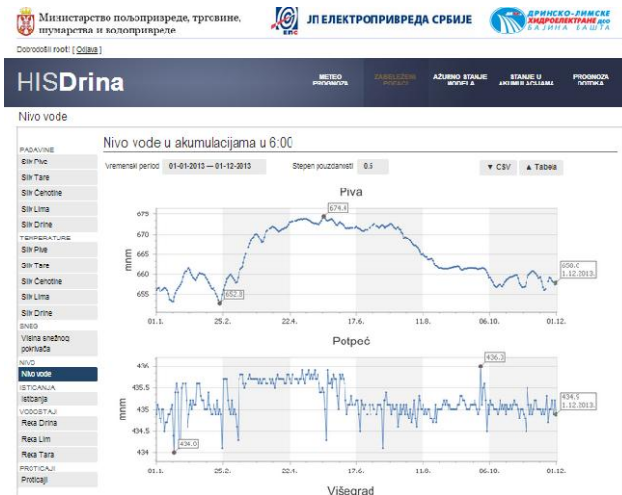 Министарство пољопривреде, трговине,
шумарства и водопривреде
ЕПС
ЈП ЕЛЕКТРОПРИВРЕДА СРБИЈЕ
ДРИНСКО-ЛИМСКЕ
ХИДРОЕЛЕКТРАНЕ доо
БАЈИНА БАШТА
Dobrodošli root! [ Odjava ]
HISDrina
METEO
PROGNOZA
ZABELEŽENI
PODACI
AŽURNO STANJE
MODELA
STANJE U
AKUMULACIJAMA
PROGNOZA
DOTOKA
Nivo vode
PADAVINE
Sliv Pive
Sliv Tare
Sliv Ćehotine
Sliv Lima
Sliv Drine
TEMPERATURE
Sliv Pive
Sliv Tare
Sliv Ćehotine
Sliv Lima
Sliv Drine
SNEG
Visina snežnog
pokrivača
NIVO
Nivo vode
ISTICANJA
Isticanja
VODOSTAJI
Reka Drina
Reka Lim
Reka Tara
PROTICAJI
Proticaji
Nivo vode u akumulacijama u 6:00
Vremenski period 01-01-2013 — 01-12-2013 Stepen pouzdanosti 0.5 ▼ CSV ▲ Tabela
Piva
mnm
675
670
665
660
655
674.4
652.8
1.12.2013.
01.1. 25.2. 22.4. 17.6. 11.8. 06.10. 01.12.
Potpeć
mnm
436
435.5
435
434.5
434
436.3
434.0
434.9
1.12.2013.
01.1. 25.2. 22.4. 17.6. 11.8. 06.10. 01.12.
Višegrad